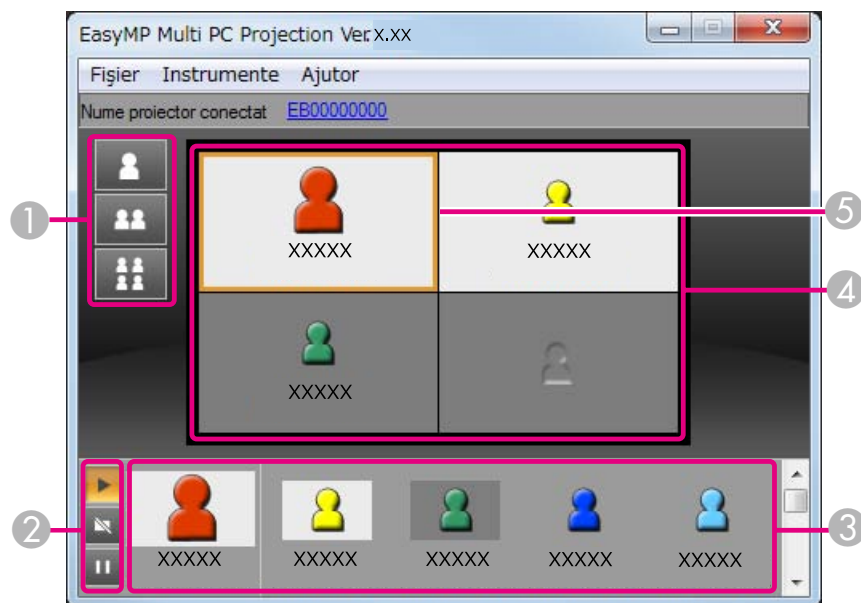 EasyMP Multi PC Projection Ver. X.XX
Fişier Instrumente Ajutor
Nume proiector conectat EB00000000
1
XXXXX XXXXX
5
4
XXXXX
2
XXXXX XXXXX XXXXX XXXXX XXXXX
3